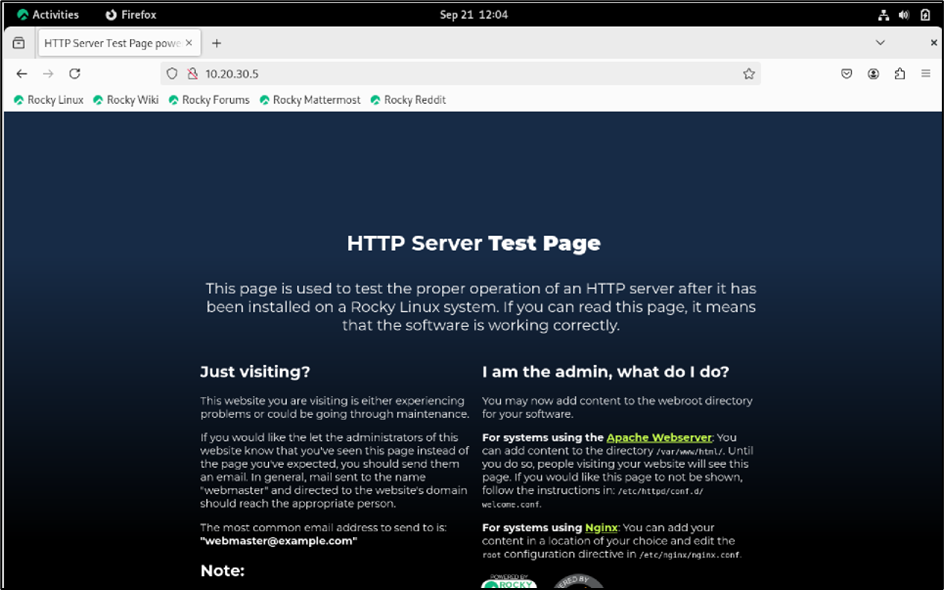 Activities Firefox Sep 21 12:04
HTTP Server Test Page powe
10.20.30.5
Rocky Linux Rocky Wiki Rocky Forums Rocky Mattermost Rocky Reddit
HTTP Server Test Page
This page is used to test the proper operation of an HTTP server after it has
been installed on a Rocky Linux system. If you can read this page, it means
that the software is working correctly.
Just visiting?
This website you are visiting is either experiencing
problems or could be going through maintenance.
If you would like the let the administrators of this
website know that you've seen this page instead of
the page you've expected, you should send them
an email. In general, mail sent to the name
"webmaster" and directed to the website's domain
should reach the appropriate person.
The most common email address to send to is:
"webmaster@example.com"
Note:
I am the admin, what do I do?
You may now add content to the webroot directory
for your software.
For systems using the Apache Webserver: You
can add content to the directory /var/www/html/. Until
you do so, people visiting your website will see this
page. If you would like this page to not be shown,
follow the instructions in: /etc/httpd/conf.d/
welcome.conf.
For systems using Nginx: You can add your
content in a location of your choice and edit the
root configuration directive in /etc/nginx/nginx.conf.
POWERED BY
ROCKY